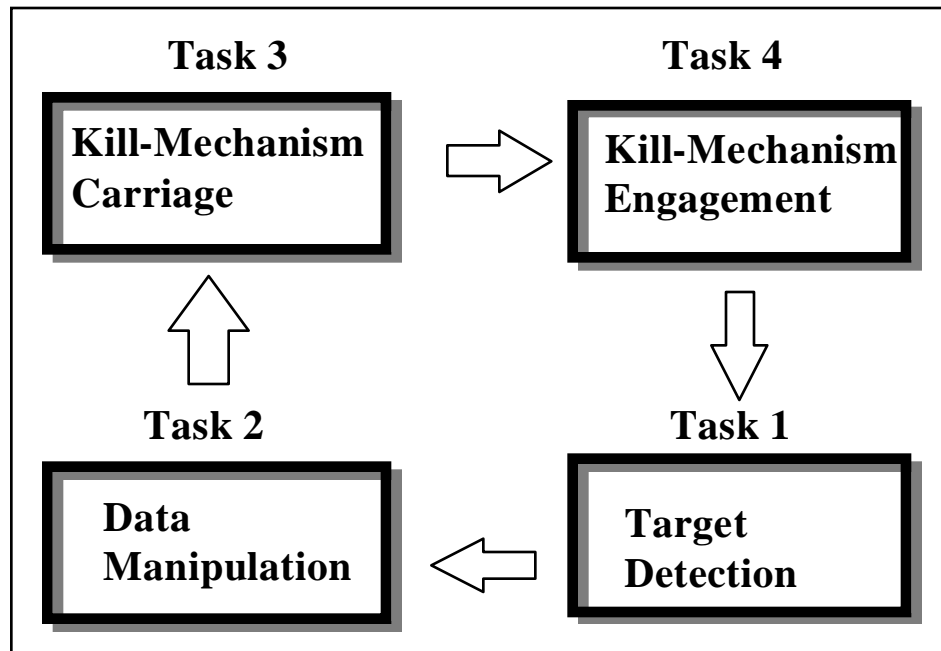 Task 3
Kill-Mechanism
Carriage
Task 4
Kill-Mechanism
Engagement
Task 2
Data
Manipulation
Task 1
Target
Detection